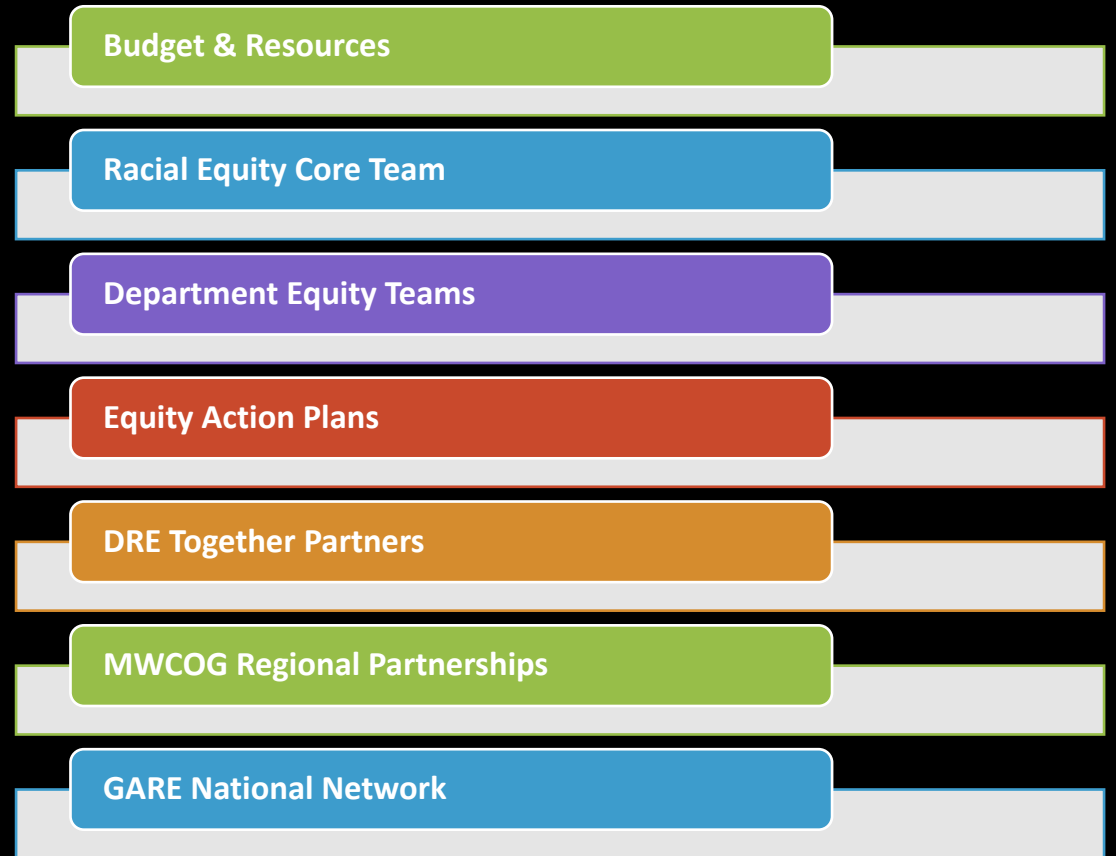 Budget & Resources
Racial Equity Core Team
Department Equity Teams
Equity Action Plans
DRE Together Partners
MWCOG Regional Partnerships
GARE National Network